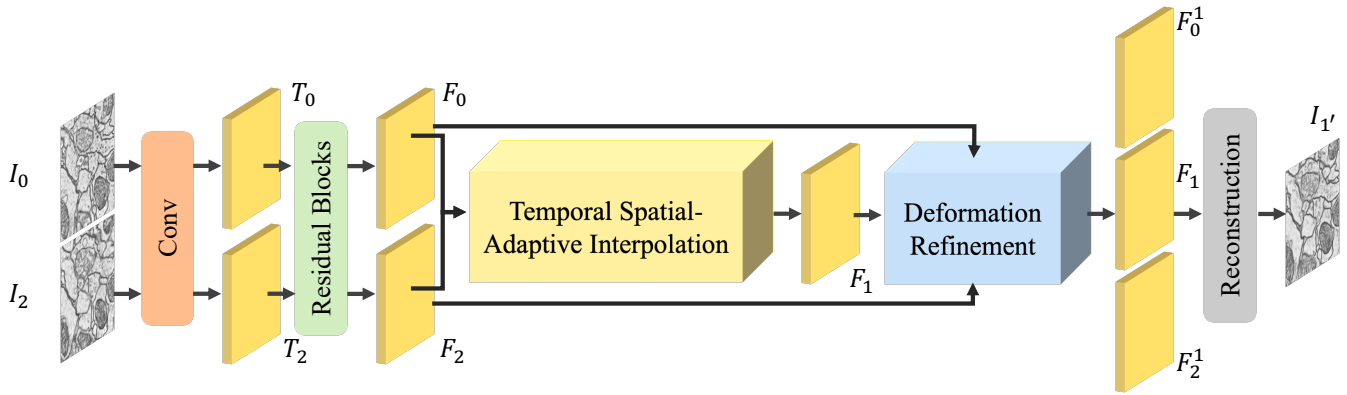 I₀
I₂
Conv
T₀
T₂
Residual Blocks
F₀
F₂
Temporal Spatial-
Adaptive Interpolation
F₁
Deformation
Refinement
F₀¹
F₁
F₂¹
Reconstruction
I₁′